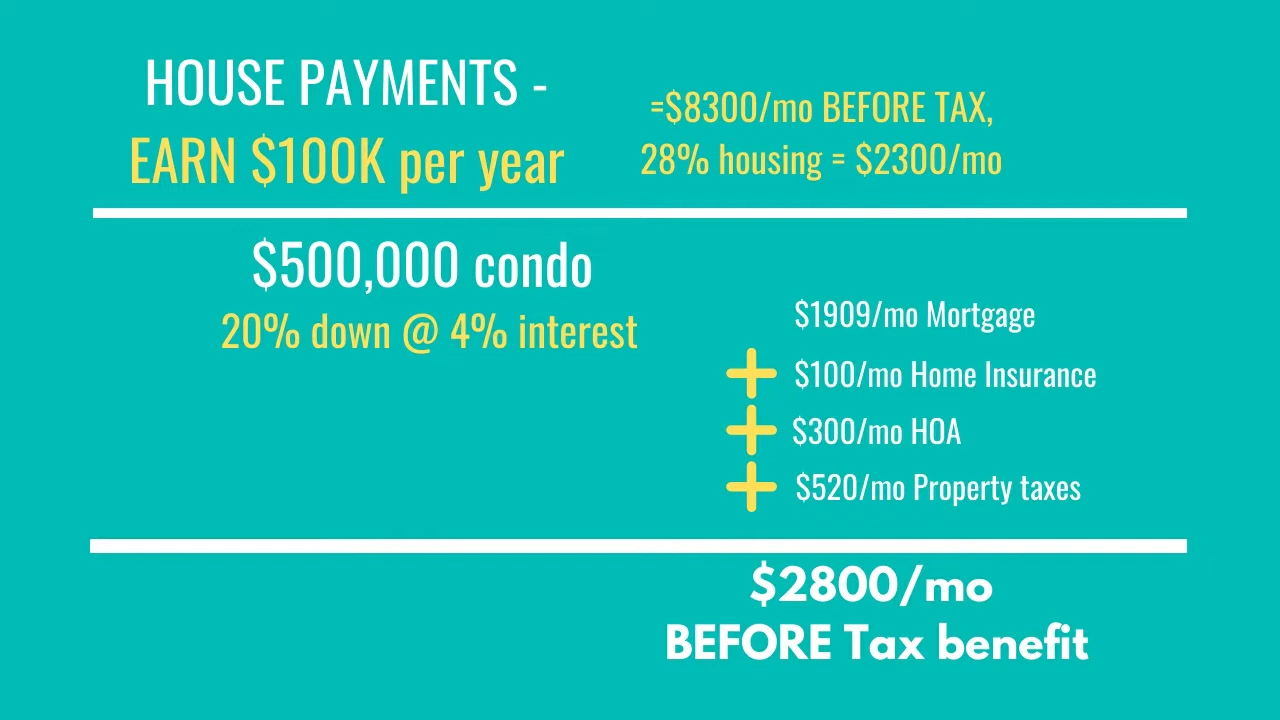 HOUSE PAYMENTS -
EARN $100K per year
=$8300/mo BEFORE TAX,
28% housing = $2300/mo
$500,000 condo
20% down @ 4% interest
$1909/mo Mortgage
+ $100/mo Home Insurance
+ $300/mo HOA
+ $520/mo Property taxes
$2800/mo
BEFORE Tax benefit